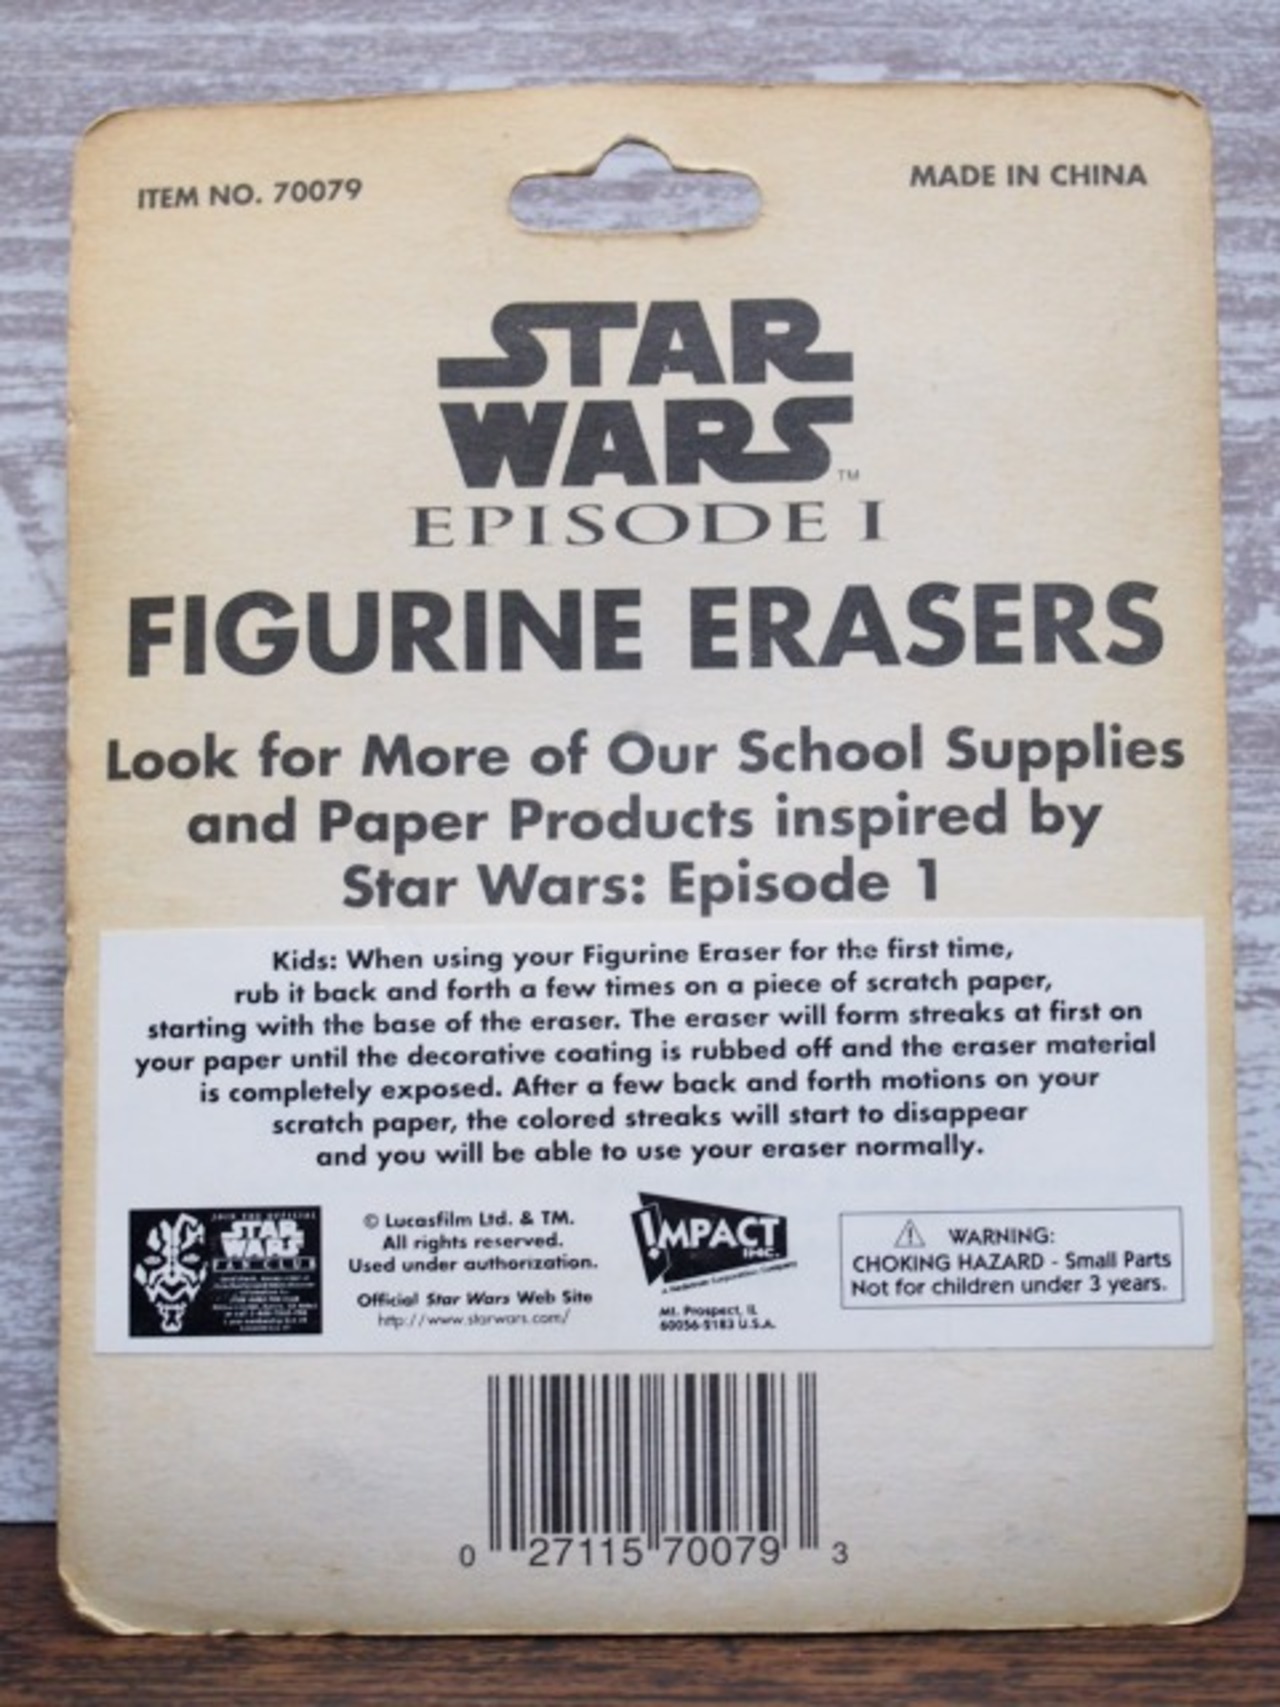 ITEM NO. 70079
MADE IN CHINA
STAR
WARS™
EPISODE I
FIGURINE ERASERS
Look for More of Our School Supplies
and Paper Products inspired by
Star Wars: Episode 1
Kids: When using your Figurine Eraser for the first time,
rub it back and forth a few times on a piece of scratch paper,
starting with the base of the eraser. The eraser will form streaks at first on
your paper until the decorative coating is rubbed off and the eraser material
is completely exposed. After a few back and forth motions on your
scratch paper, the colored streaks will start to disappear
and you will be able to use your eraser normally.
JOIN THE OFFICIAL
STAR
WARS
FAN CLUB
© Lucasfilm Ltd. & TM.
All rights reserved.
Used under authorization.
Official Star Wars Web Site
http://www.starwars.com/
IMPACT
INC.
Mt. Prospect, IL
60056-2183 U.S.A.
WARNING:
CHOKING HAZARD - Small Parts
Not for children under 3 years.
0 27115 70079 3